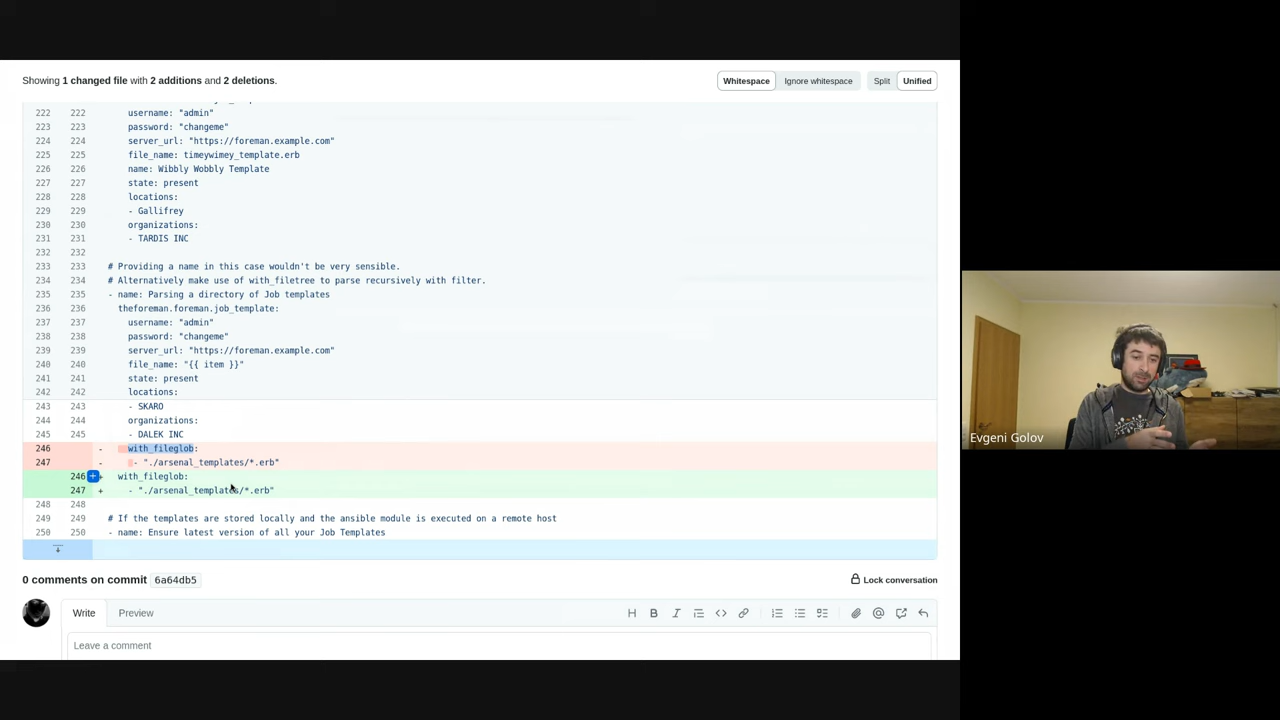 Showing 1 changed file with 2 additions and 2 deletions.
Whitespace Ignore whitespace Split Unified
222 222 username: "admin"
223 223 password: "changeme"
224 224 server_url: "https://foreman.example.com"
225 225 file_name: timeywimey_template.erb
226 226 name: Wibbly Wobbly Template
227 227 state: present
228 228 locations:
229 229 - Gallifrey
230 230 organizations:
231 231 - TARDIS INC
232 232
233 233 # Providing a name in this case wouldn't be very sensible.
234 234 # Alternatively make use of with_filetree to parse recursively with filter.
235 235 - name: Parsing a directory of Job templates
236 236 theforeman.foreman.job_template:
237 237 username: "admin"
238 238 password: "changeme"
239 239 server_url: "https://foreman.example.com"
240 240 file_name: "{{ item }}"
241 241 state: present
242 242 locations:
243 243 - SKARO
244 244 organizations:
245 245 - DALEK INC
246 - with_fileglob:
247 - - "./arsenal_templates/*.erb"
246 + with_fileglob:
247 + - "./arsenal_templates/*.erb"
248 248
249 249 # If the templates are stored locally and the ansible module is executed on a remote host
250 250 - name: Ensure latest version of all your Job Templates
0 comments on commit 6a64db5
Lock conversation
Write Preview
Leave a comment
Evgeni Golov